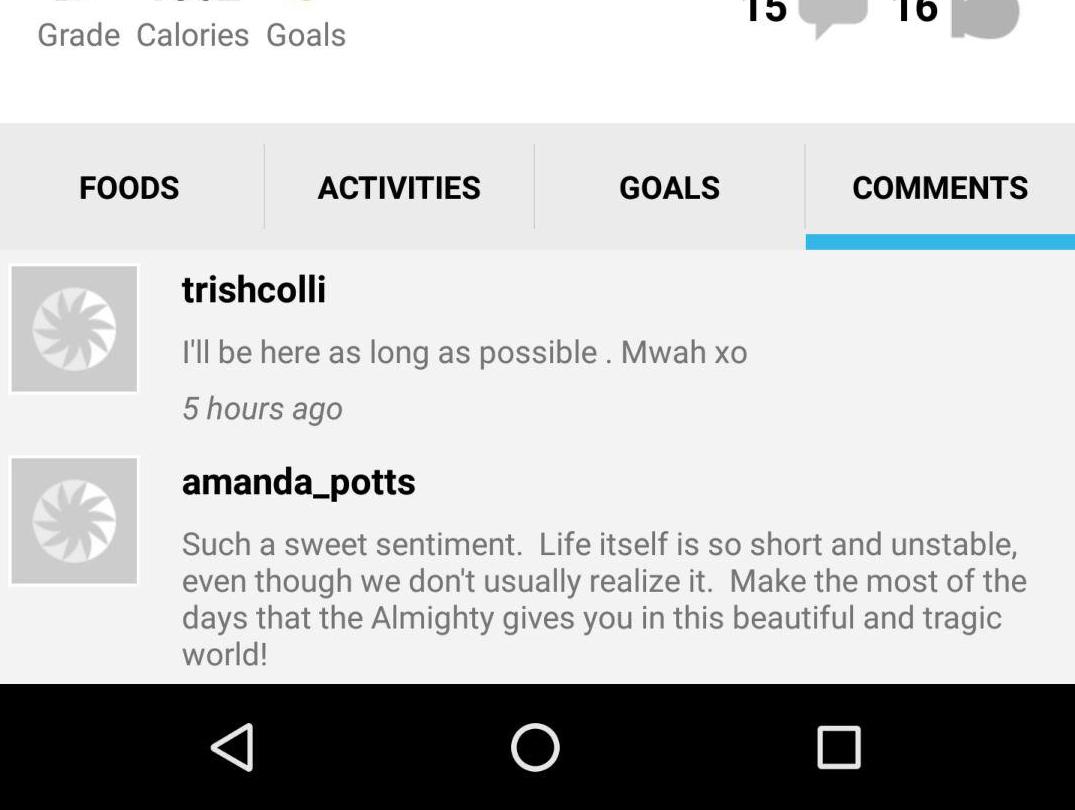 15 16
Grade Calories Goals
FOODS ACTIVITIES GOALS COMMENTS
trishcolli
I'll be here as long as possible . Mwah xo
5 hours ago
amanda_potts
Such a sweet sentiment.  Life itself is so short and unstable,
even though we don't usually realize it.  Make the most of the
days that the Almighty gives you in this beautiful and tragic
world!